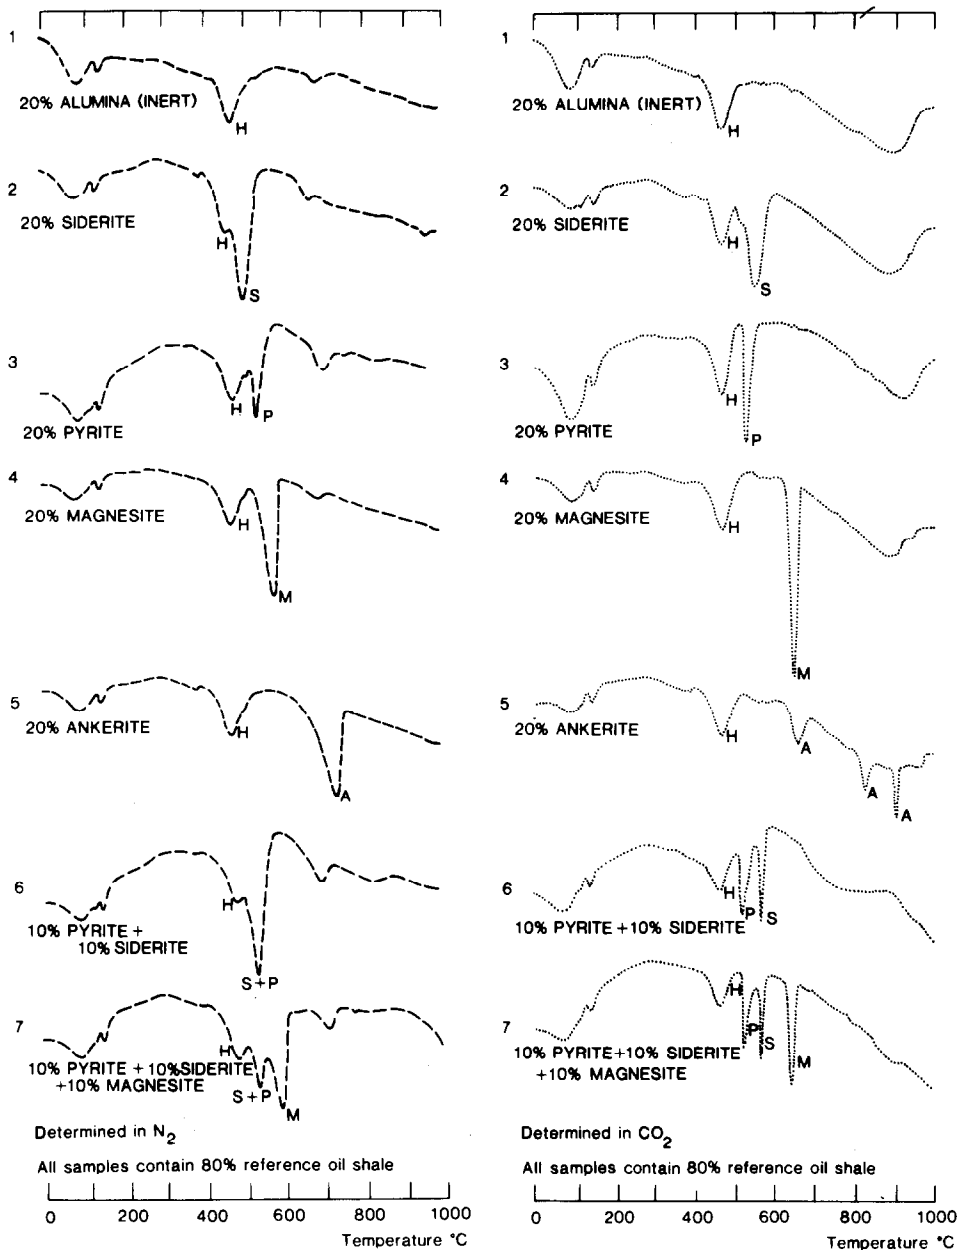 1
20% ALUMINA (INERT)
H
2
20% SIDERITE
H
S
3
20% PYRITE
H
P
4
20% MAGNESITE
H
M
5
20% ANKERITE
H
A
6
10% PYRITE +
10% SIDERITE
H
S + P
7
10% PYRITE + 10% SIDERITE
+10% MAGNESITE
H
S + P
M
Determined in N2
All samples contain 80% reference oil shale
0 200 400 600 800 1000
Temperature °C
1
20% ALUMINA (INERT)
H
2
20% SIDERITE
H
S
3
20% PYRITE
H
P
4
20% MAGNESITE
H
M
5
20% ANKERITE
H
A
A
A
6
10% PYRITE +10% SIDERITE
H
P
S
7
10% PYRITE+10% SIDERITE
+10% MAGNESITE
H
P
S
M
Determined in CO2
All samples contain 80% reference oil shale
0 200 400 600 800 1000
Temperature °C